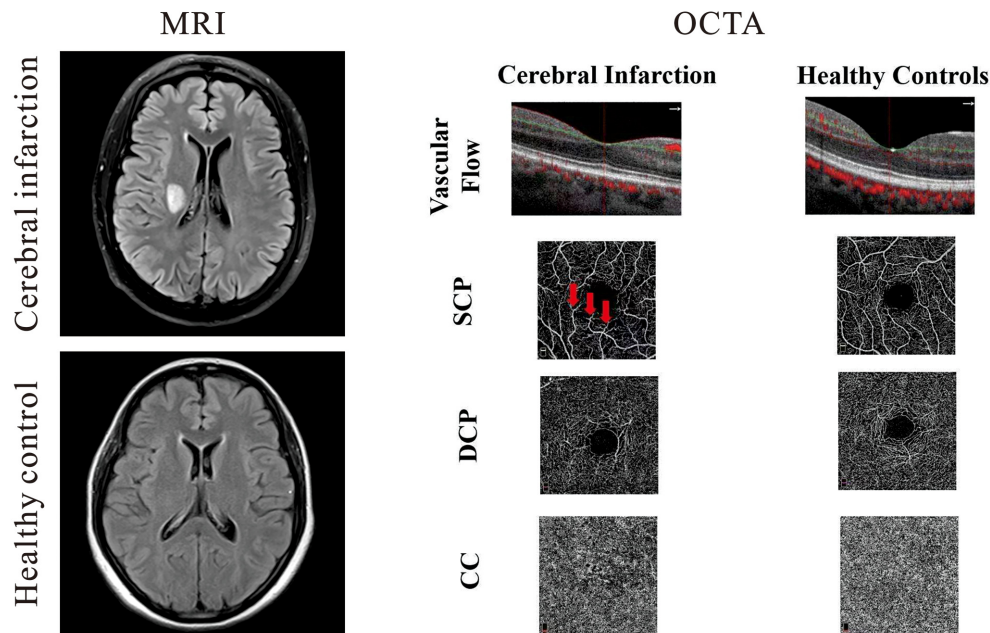 MRI
OCTA
Cerebral infarction
Healthy control
Cerebral Infarction
Healthy Controls
Vascular
Flow
SCP
DCP
CC